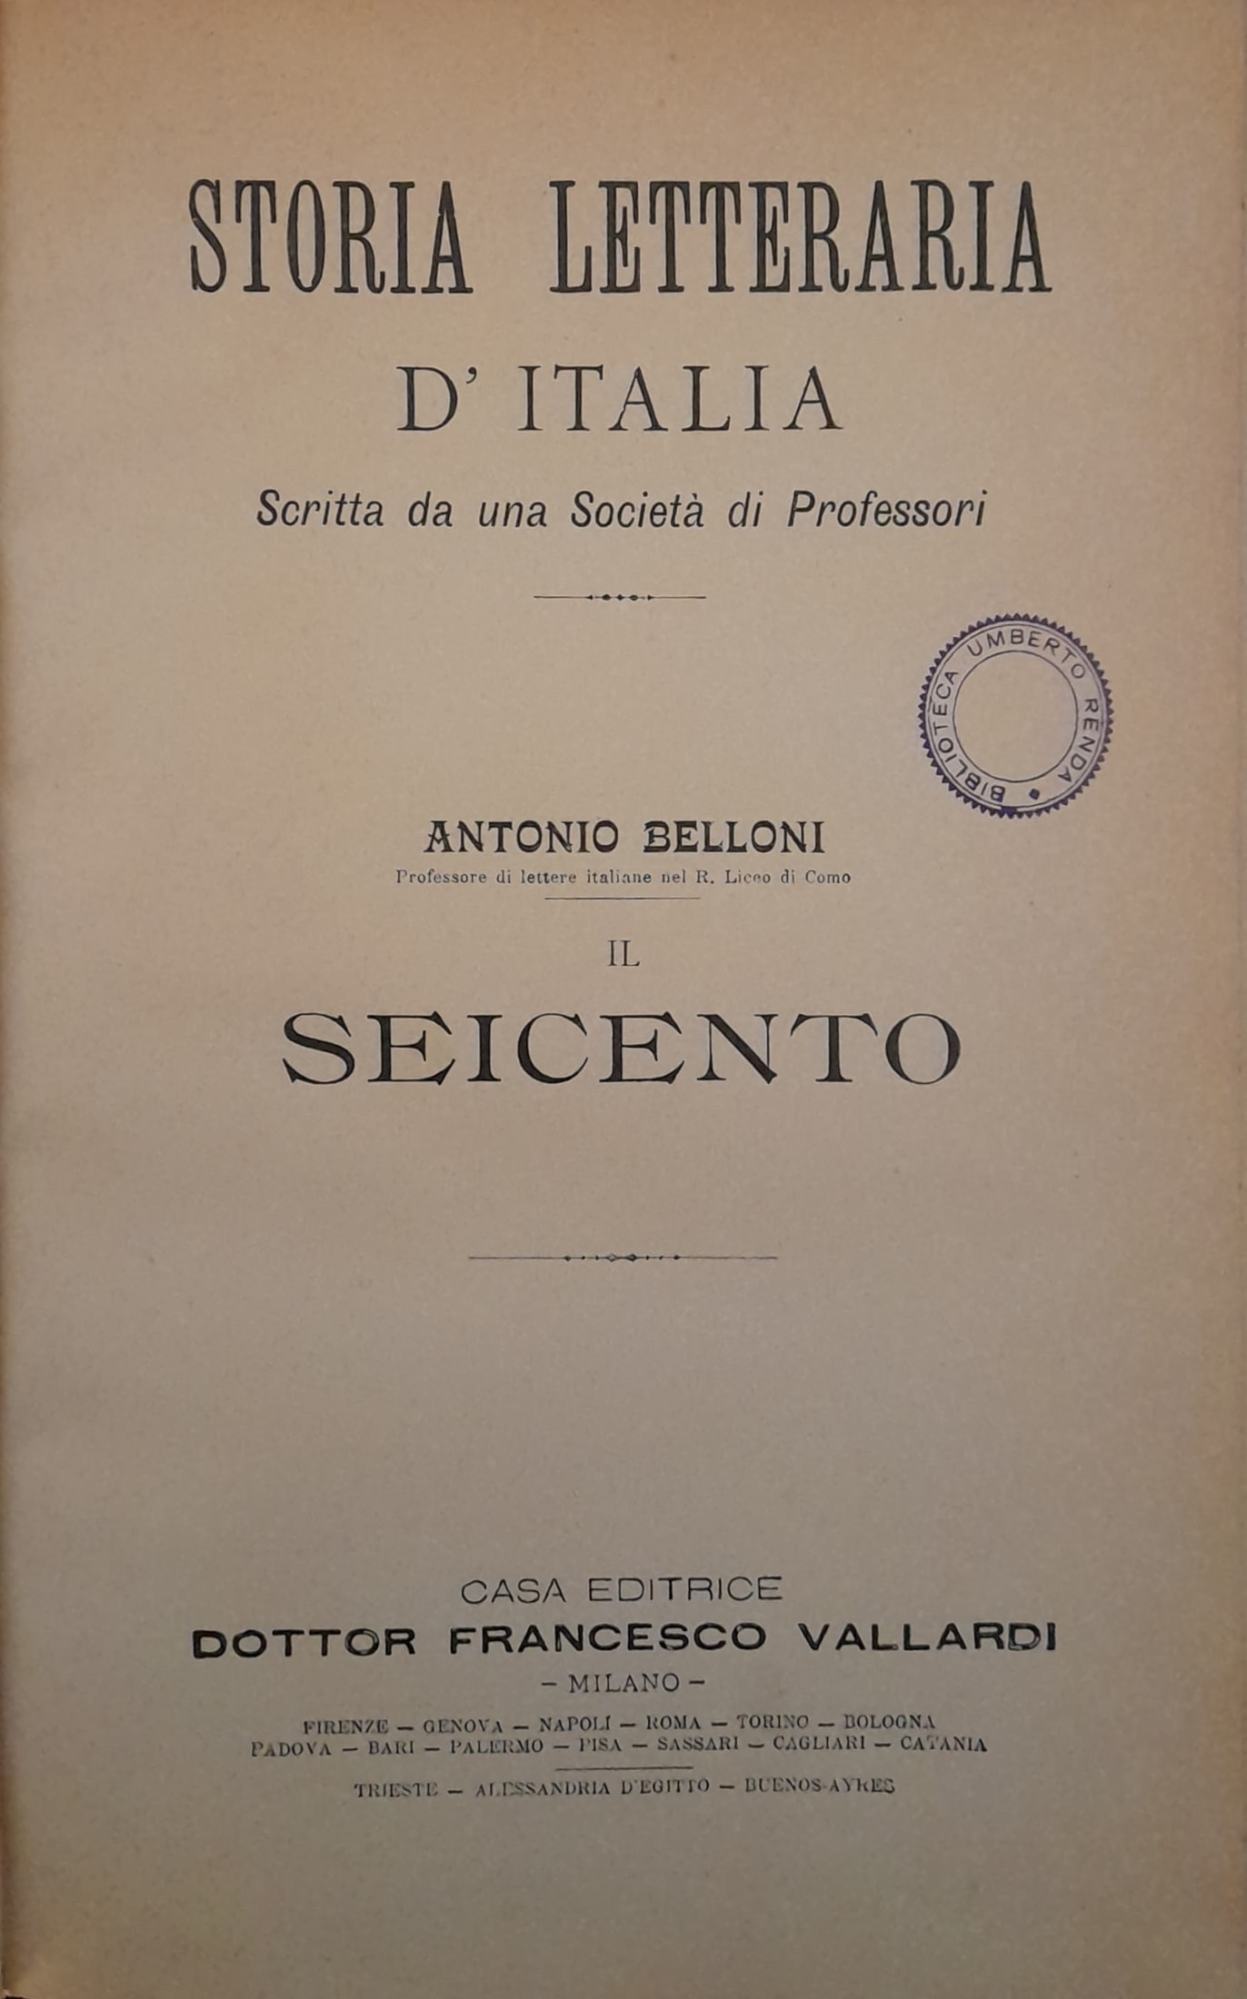 STORIA LETTERARIA
D' ITALIA
Scritta da una Società di Professori
BIBLIOTECA UMBERTO RENDA
ANTONIO BELLONI
Professore di lettere italiane nel R. Liceo di Como
IL
SEICENTO
CASA EDITRICE
DOTTOR FRANCESCO VALLARDI
– MILANO –
FIRENZE — GENOVA — NAPOLI — ROMA — TORINO — BOLOGNA
PADOVA — BARI — PALERMO — PISA — SASSARI — CAGLIARI — CATANIA
TRIESTE — ALESSANDRIA D'EGITTO — BUENOS-AYRES